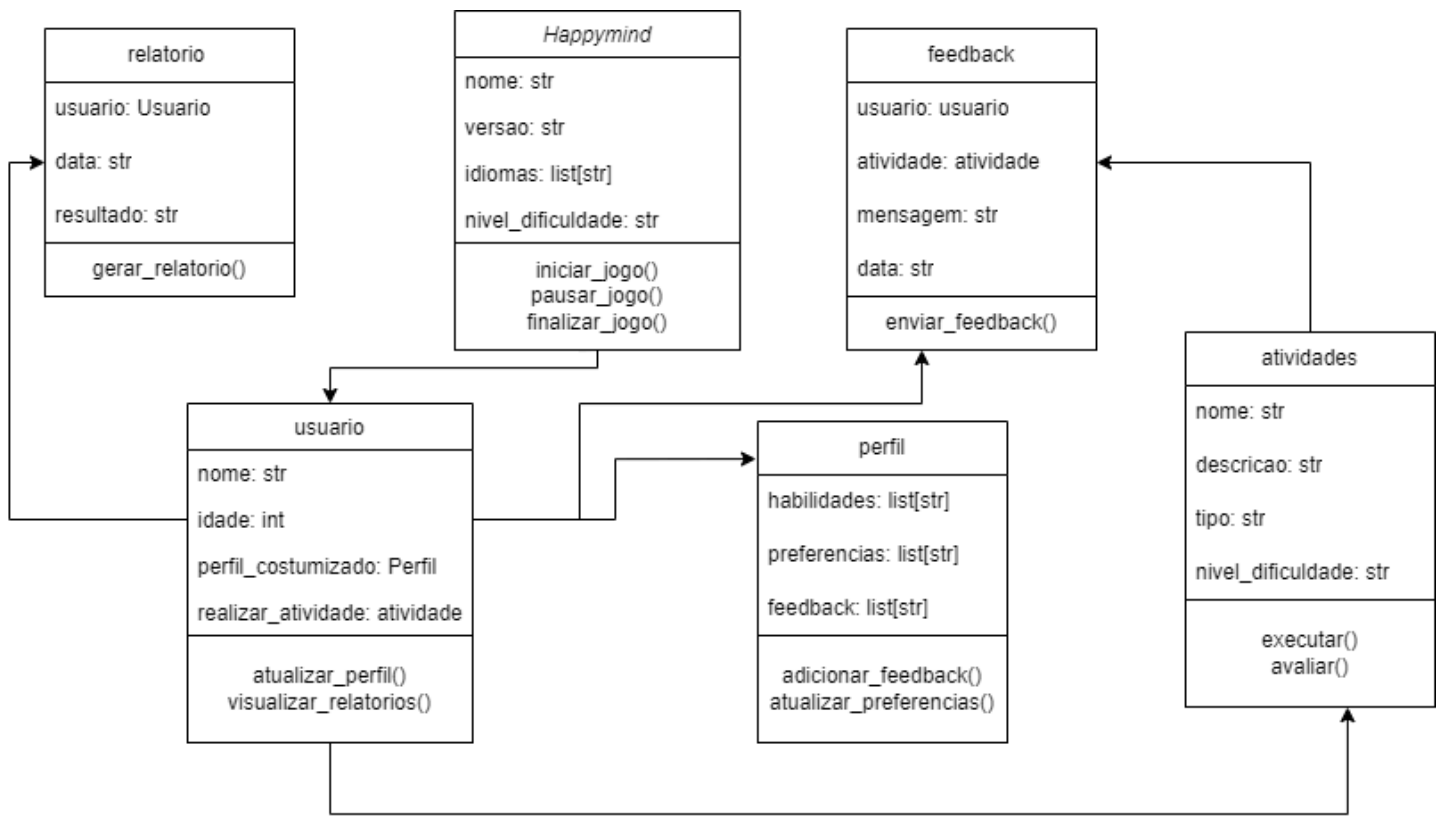 relatorio
usuario: Usuario
data: str
resultado: str
gerar_relatorio()
Happymind
nome: str
versao: str
idiomas: list[str]
nivel_dificuldade: str
iniciar_jogo()
pausar_jogo()
finalizar_jogo()
feedback
usuario: usuario
atividade: atividade
mensagem: str
data: str
enviar_feedback()
usuario
nome: str
idade: int
perfil_costumizado: Perfil
realizar_atividade: atividade
atualizar_perfil()
visualizar_relatorios()
perfil
habilidades: list[str]
preferencias: list[str]
feedback: list[str]
adicionar_feedback()
atualizar_preferencias()
atividades
nome: str
descricao: str
tipo: str
nivel_dificuldade: str
executar()
avaliar()